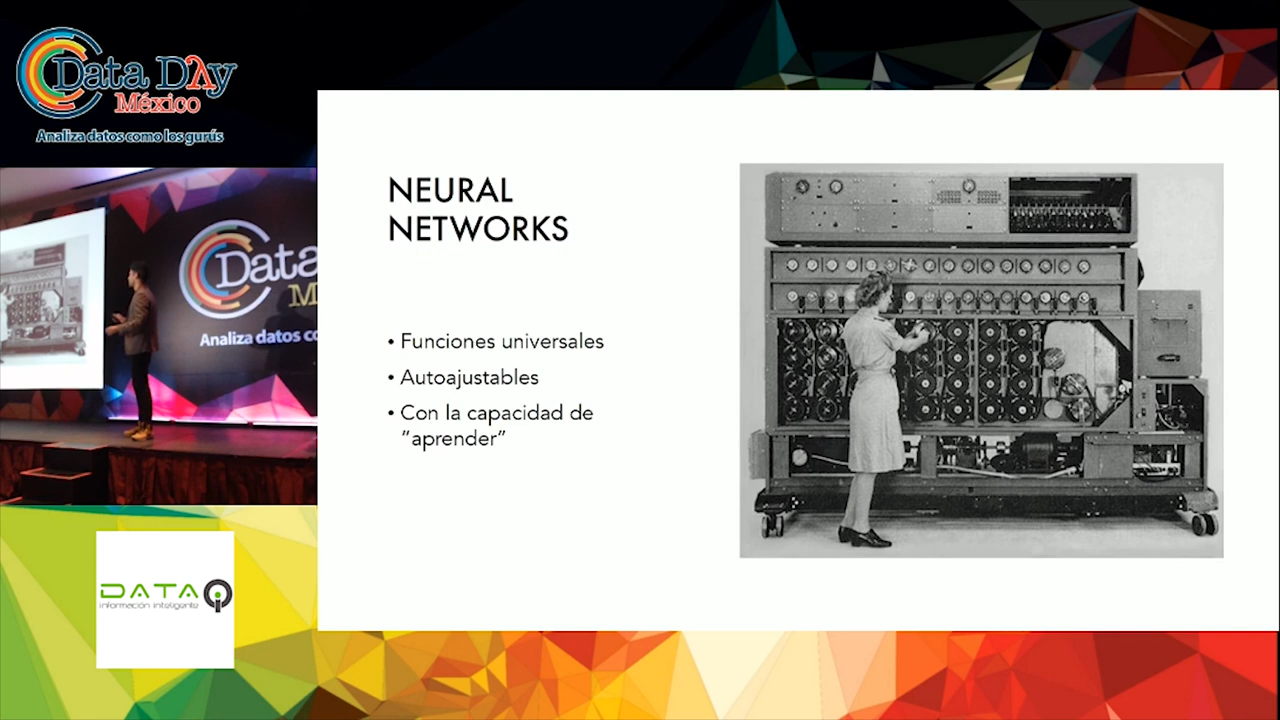 Data Day
México
Analiza datos como los gurús
NEURAL
NETWORKS
• Funciones universales
• Autoajustables
• Con la capacidad de
”aprender”
Data
M
Analiza datos co
DATA IQ
información inteligente